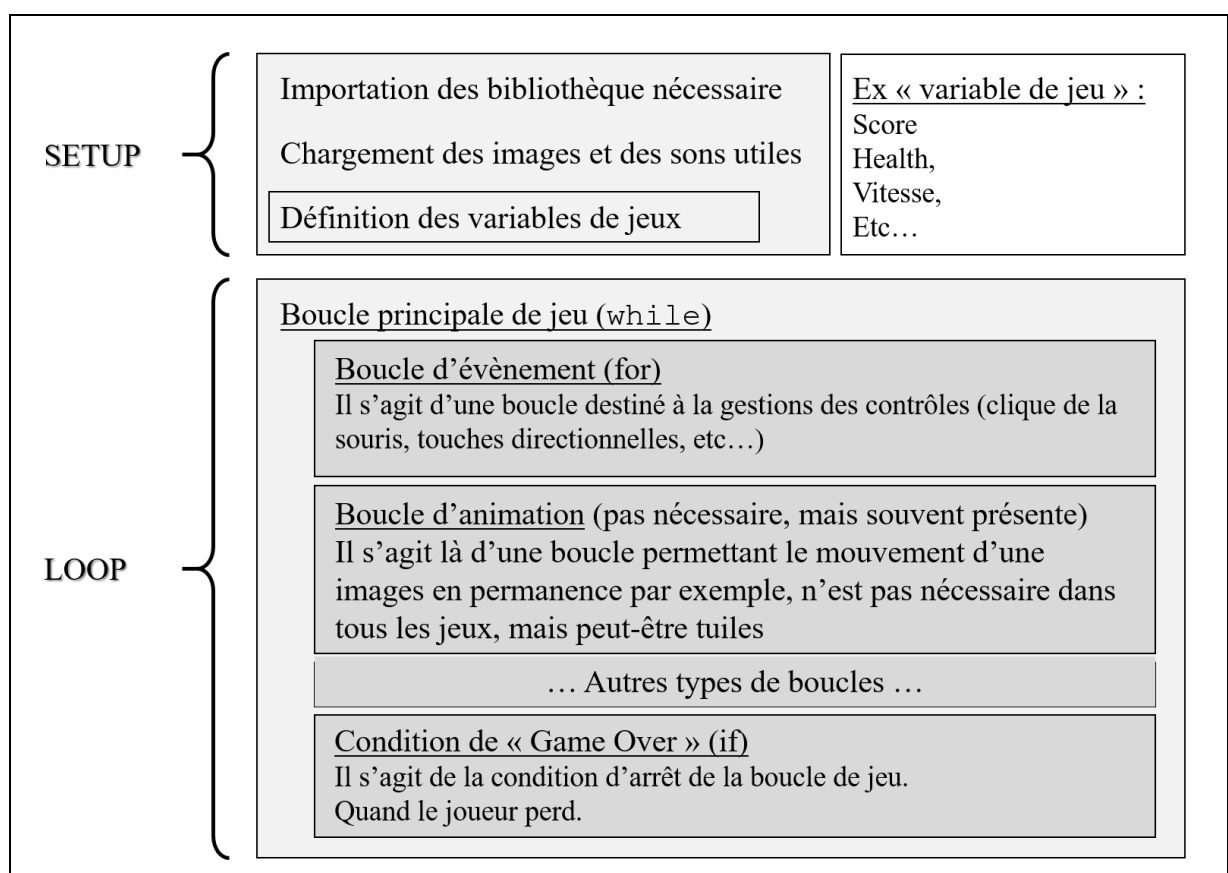 SETUP
Importation des bibliothèque nécessaire
Chargement des images et des sons utiles
Définition des variables de jeux
Ex « variable de jeu » :
Score
Health,
Vitesse,
Etc…
LOOP
Boucle principale de jeu (while)
Boucle d’évènement (for)
Il s’agit d’une boucle destiné à la gestions des contrôles (clique de la
souris, touches directionnelles, etc…)
Boucle d’animation (pas nécessaire, mais souvent présente)
Il s’agit là d’une boucle permettant le mouvement d’une
images en permanence par exemple, n’est pas nécessaire dans
tous les jeux, mais peut-être tuiles
… Autres types de boucles …
Condition de « Game Over » (if)
Il s’agit de la condition d’arrêt de la boucle de jeu.
Quand le joueur perd.